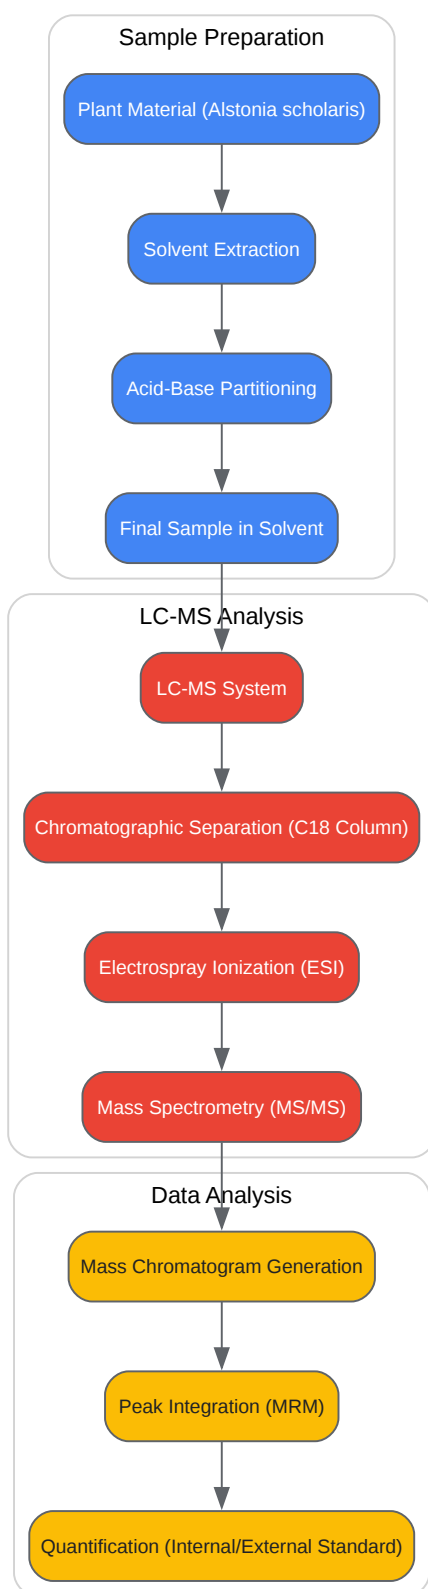 Sample Preparation
Plant Material (Alstonia scholaris)
Solvent Extraction
Acid-Base Partitioning
Final Sample in Solvent
LC-MS Analysis
LC-MS System
Chromatographic Separation (C18 Column)
Electrospray Ionization (ESI)
Mass Spectrometry (MS/MS)
Data Analysis
Mass Chromatogram Generation
Peak Integration (MRM)
Quantification (Internal/External Standard)